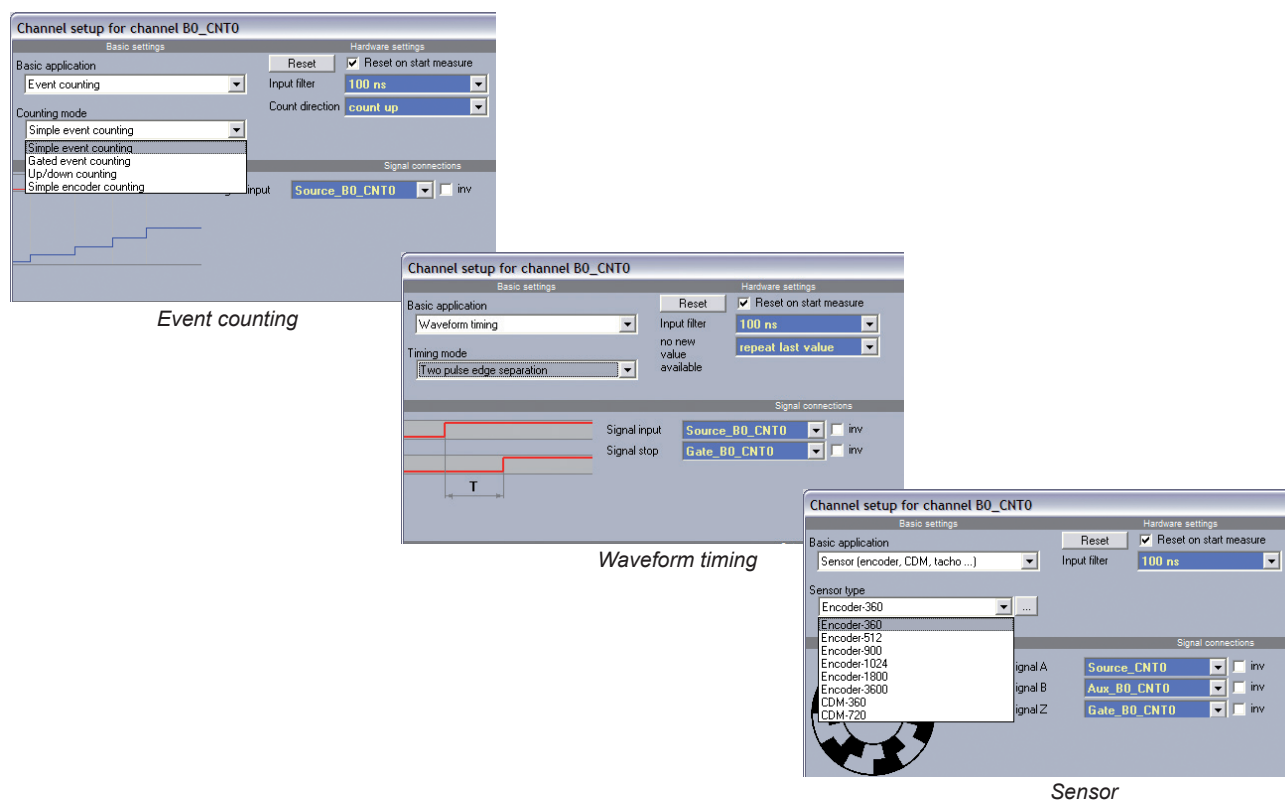 Channel setup for channel B0_CNT0
Basic settings Hardware settings
Basic application Reset Reset on start measure
Event counting Input filter 100 ns
Counting mode Count direction count up
Simple event counting
Simple event counting
Gated event counting
Up/down counting
Simple encoder counting
Signal connections
input Source_B0_CNT0 inv
Event counting
Channel setup for channel B0_CNT0
Basic settings Hardware settings
Basic application Reset Reset on start measure
Waveform timing Input filter 100 ns
Timing mode no new value available repeat last value
Two pulse edge separation
Signal connections
Signal input Source_B0_CNT0 inv
Signal stop Gate_B0_CNT0 inv
T
Waveform timing
Channel setup for channel B0_CNT0
Basic settings Hardware settings
Basic application Reset Reset on start measure
Sensor (encoder, CDM, tacho ...) Input filter 100 ns
Sensor type
Encoder-360 ...
Encoder-360
Encoder-512
Encoder-900
Encoder-1024
Encoder-1800
Encoder-3600
CDM-360
CDM-720
Signal connections
ignal A Source_CNT0 inv
ignal B Aux_B0_CNT0 inv
ignal Z Gate_B0_CNT0 inv
Sensor